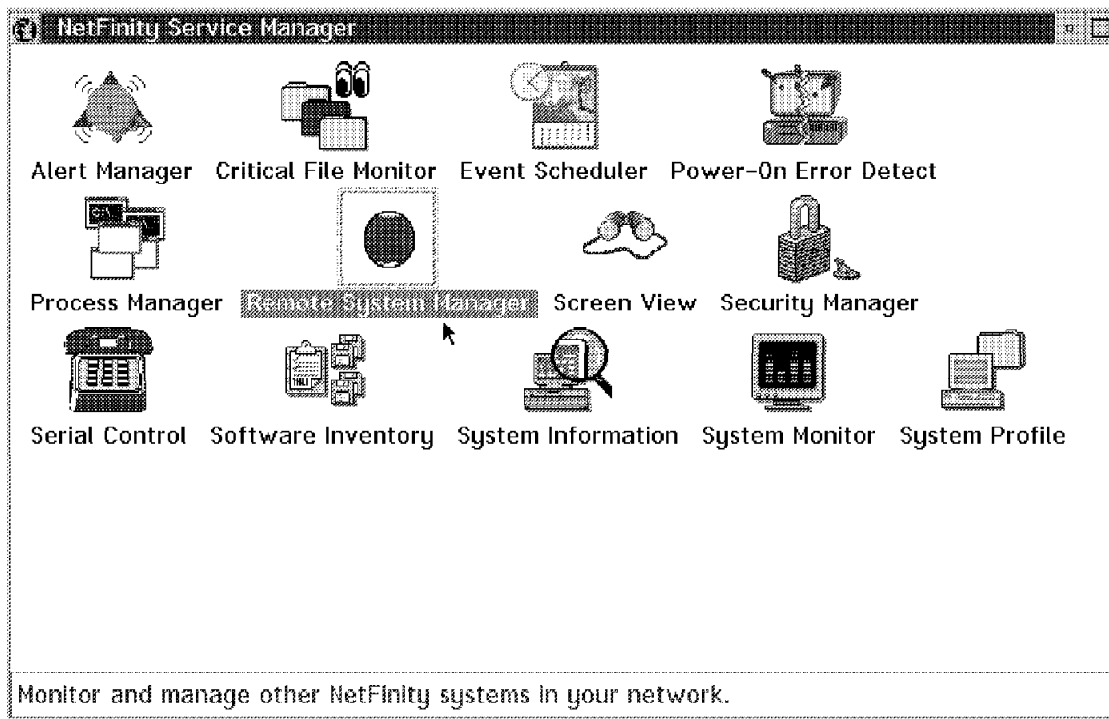 NetFinity Service Manager
Alert Manager Critical File Monitor Event Scheduler Power-On Error Detect
Process Manager Remote System Manager Screen View Security Manager
Serial Control Software Inventory System Information System Monitor System Profile
Monitor and manage other NetFinity systems in your network.